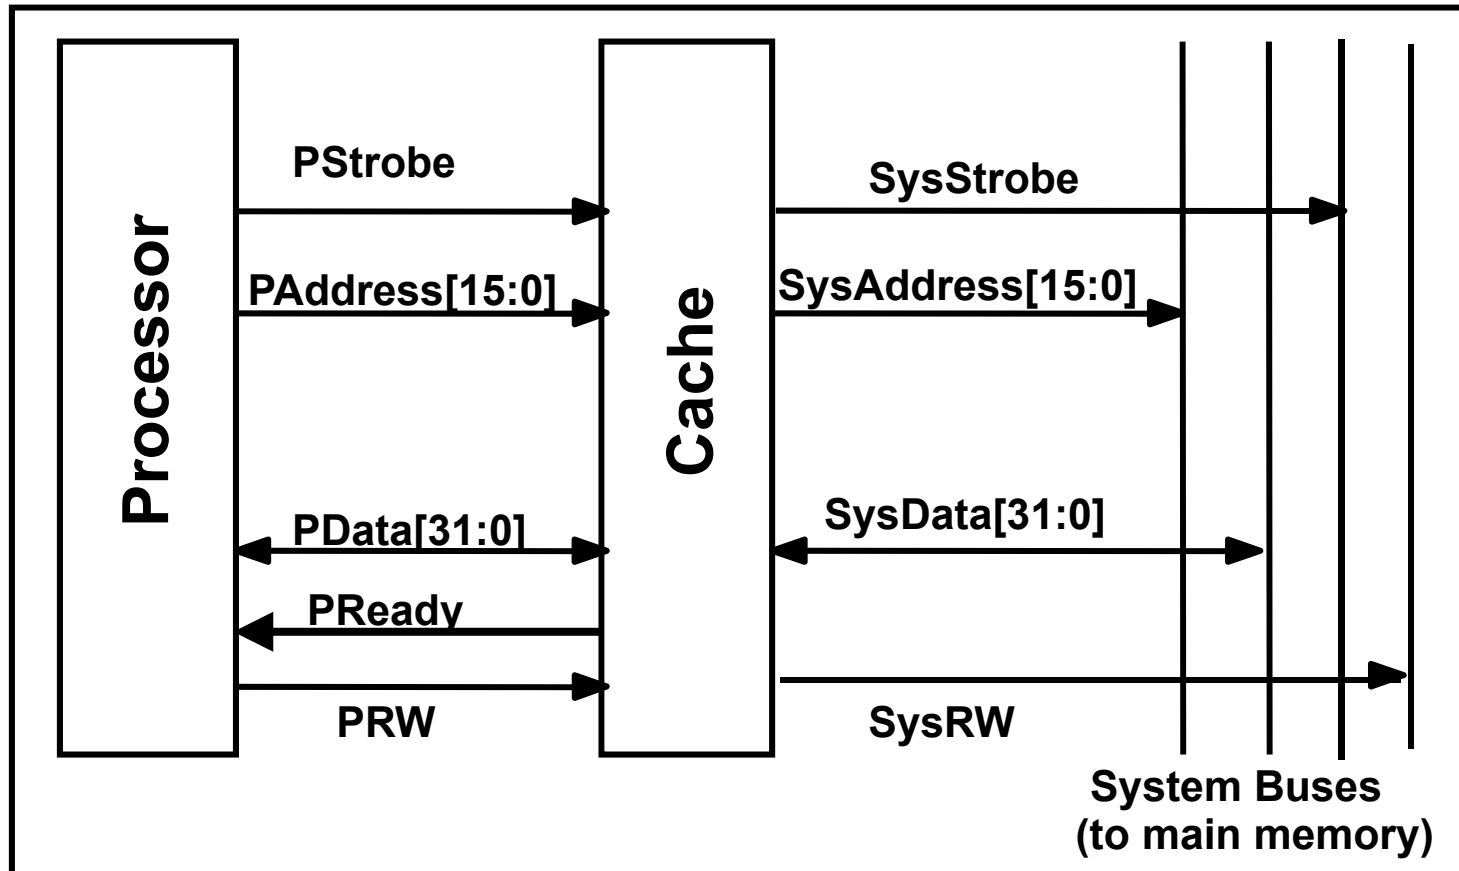 Processor
PStrobe
PAddress[15:0]
PData[31:0]
PReady
PRW
Cache
SysStrobe
SysAddress[15:0]
SysData[31:0]
SysRW
System Buses
(to main memory)